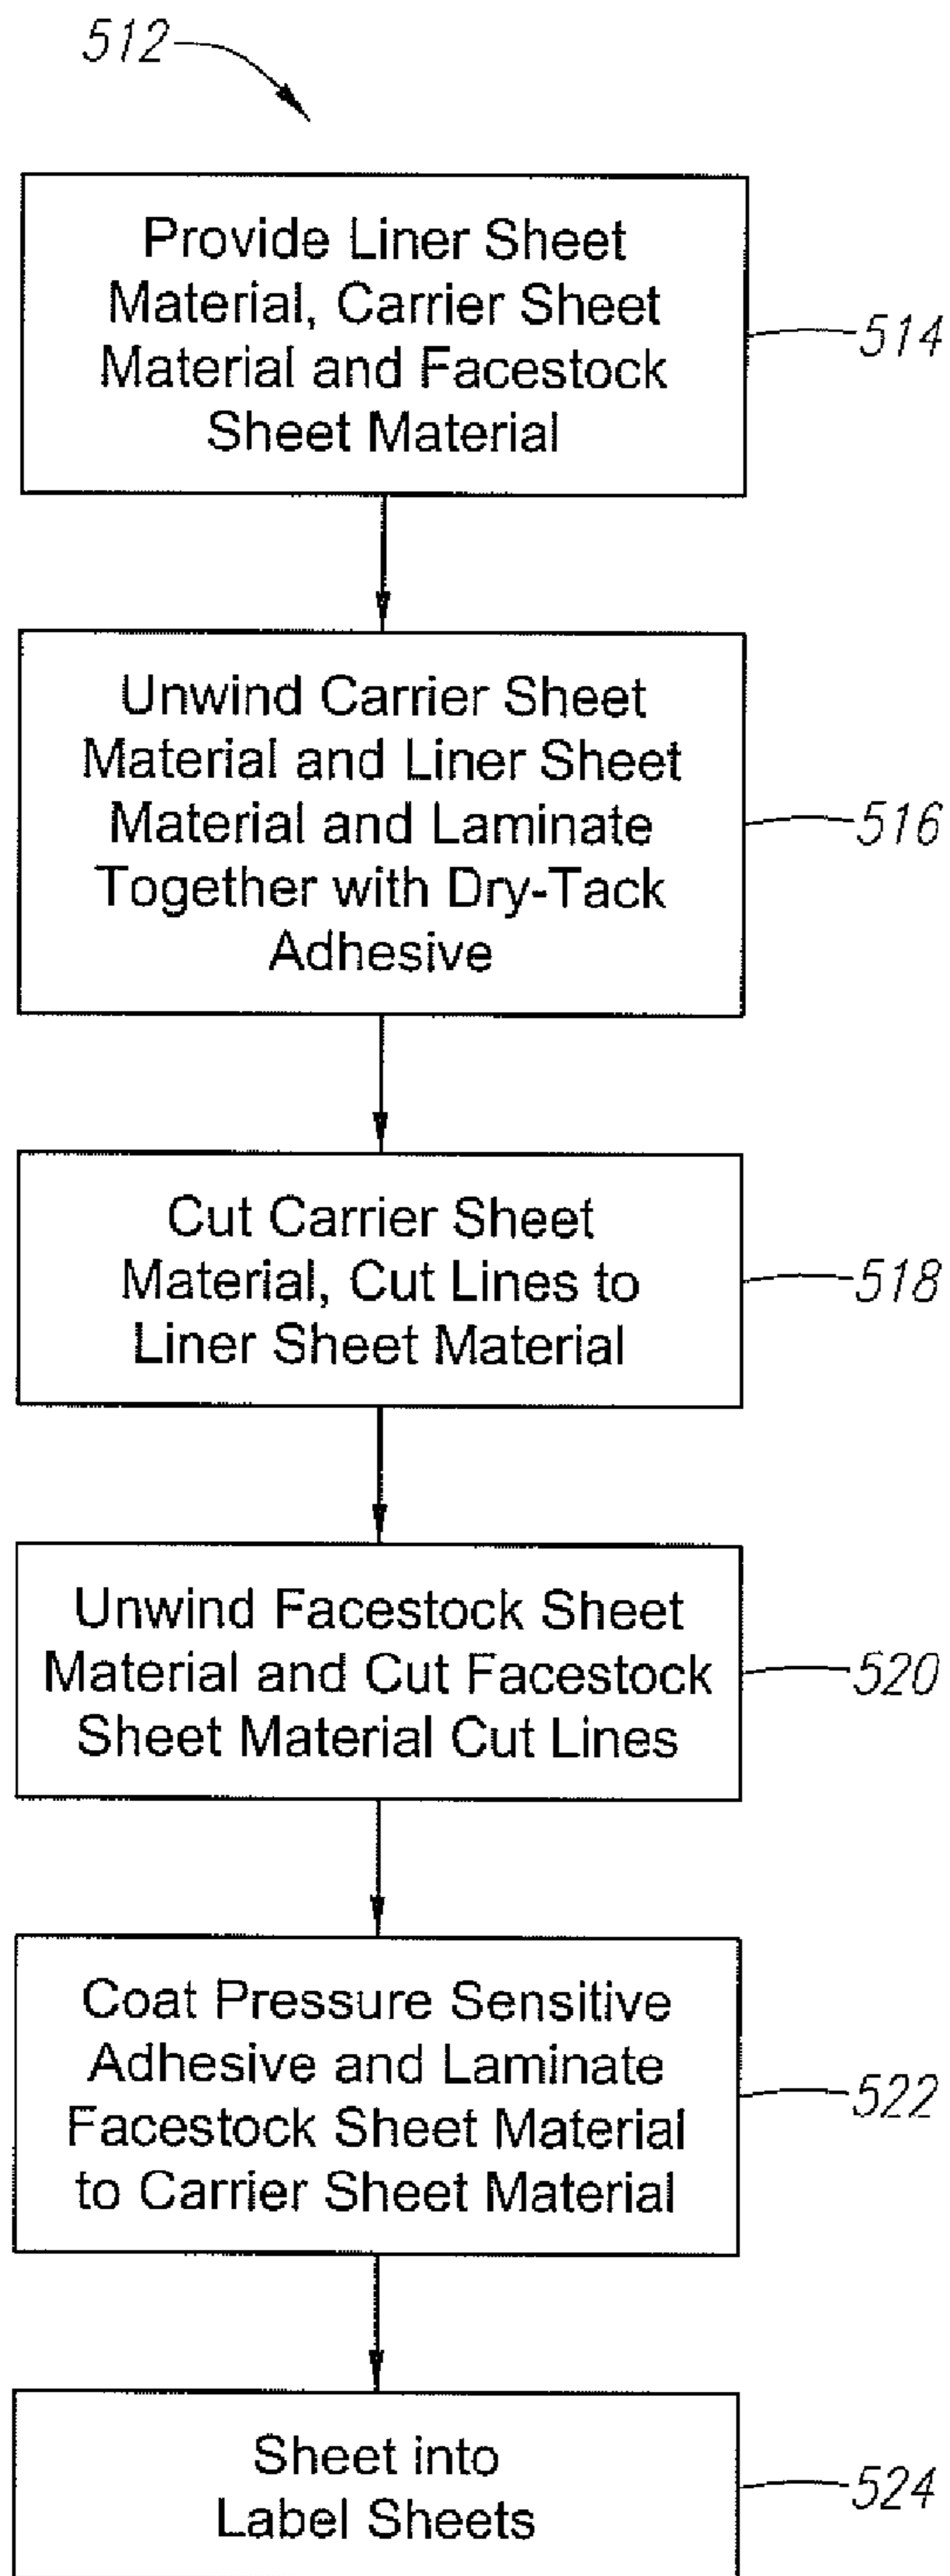 512
Provide Liner Sheet
Material, Carrier Sheet
Material and Facestock
Sheet Material
514
Unwind Carrier Sheet
Material and Liner Sheet
Material and Laminate
Together with Dry-Tack
Adhesive
516
Cut Carrier Sheet
Material, Cut Lines to
Liner Sheet Material
518
Unwind Facestock Sheet
Material and Cut Facestock
Sheet Material Cut Lines
520
Coat Pressure Sensitive
Adhesive and Laminate
Facestock Sheet Material
to Carrier Sheet Material
522
Sheet into
Label Sheets
524